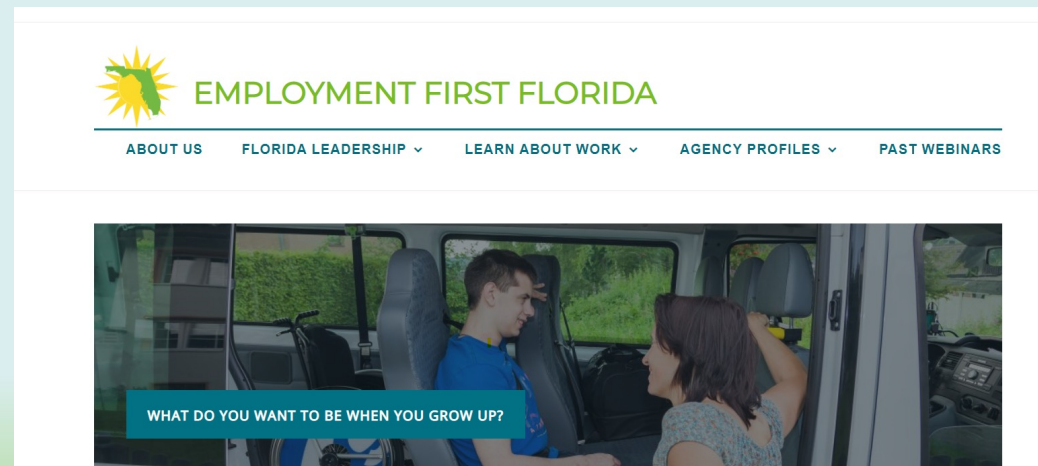 EMPLOYMENT FIRST FLORIDA
ABOUT US FLORIDA LEADERSHIP LEARN ABOUT WORK AGENCY PROFILES PAST WEBINARS
WHAT DO YOU WANT TO BE WHEN YOU GROW UP?